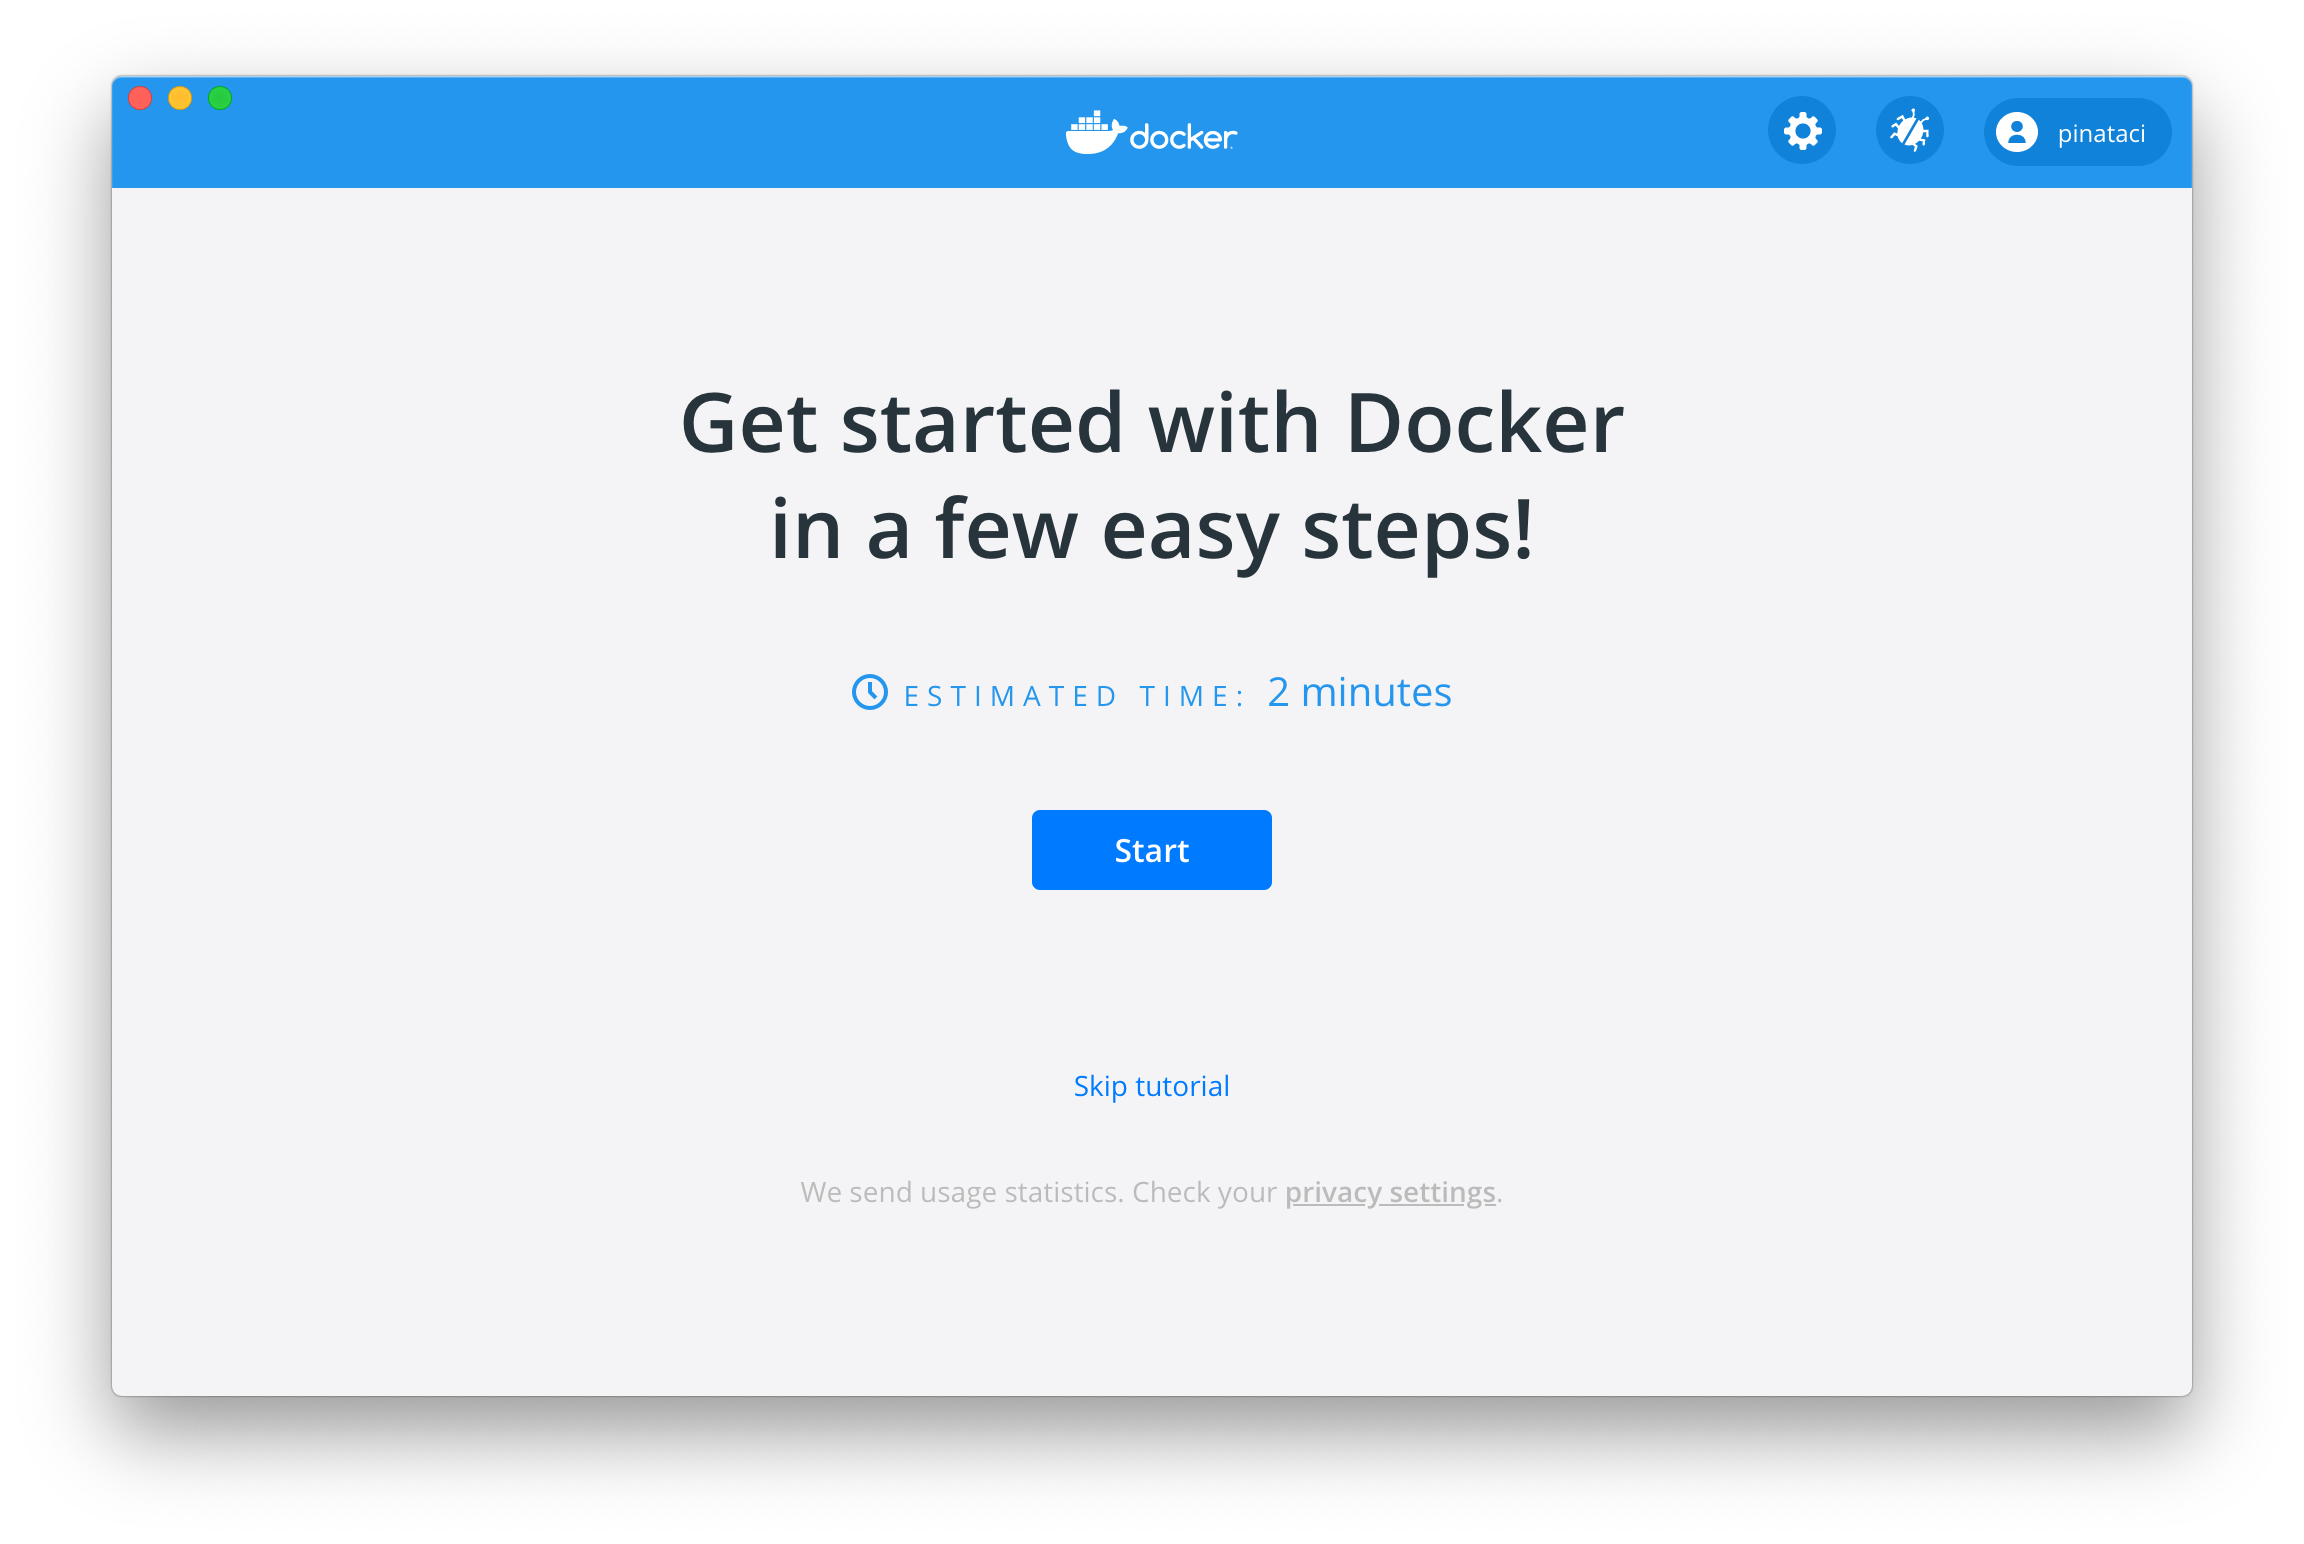 docker
pinataci
Get started with Docker
in a few easy steps!
ESTIMATED TIME: 2 minutes
Start
Skip tutorial
We send usage statistics. Check your privacy settings.